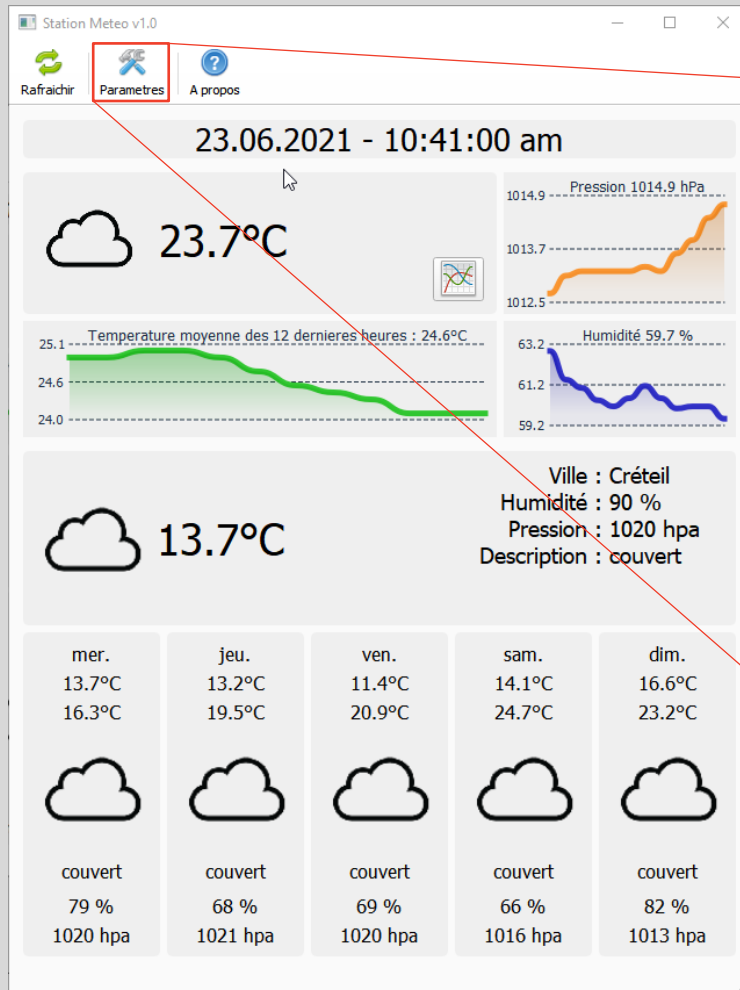 Station Meteo v1.0
Rafraichir Parametres A propos
23.06.2021 - 10:41:00 am
23.7°C
Pression 1014.9 hPa
1014.9
1013.7
1012.5
Temperature moyenne des 12 dernieres heures : 24.6°C
25.1
24.6
24.0
Humidité 59.7 %
63.2
61.2
59.2
13.7°C
Ville : Créteil
Humidité : 90 %
Pression : 1020 hpa
Description : couvert
mer. jeu. ven. sam. dim.
13.7°C 13.2°C 11.4°C 14.1°C 16.6°C
16.3°C 19.5°C 20.9°C 24.7°C 23.2°C
couvert couvert couvert couvert couvert
79 % 68 % 69 % 66 % 82 %
1020 hpa 1021 hpa 1020 hpa 1016 hpa 1013 hpa